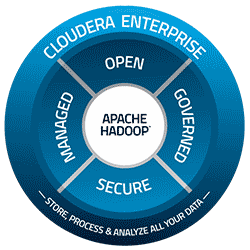 CLOUDERA ENTERPRISE
OPEN
MANAGED
GOVERNED
APACHE
HADOOP
SECURE
— STORE, PROCESS & ANALYZE ALL YOUR DATA —